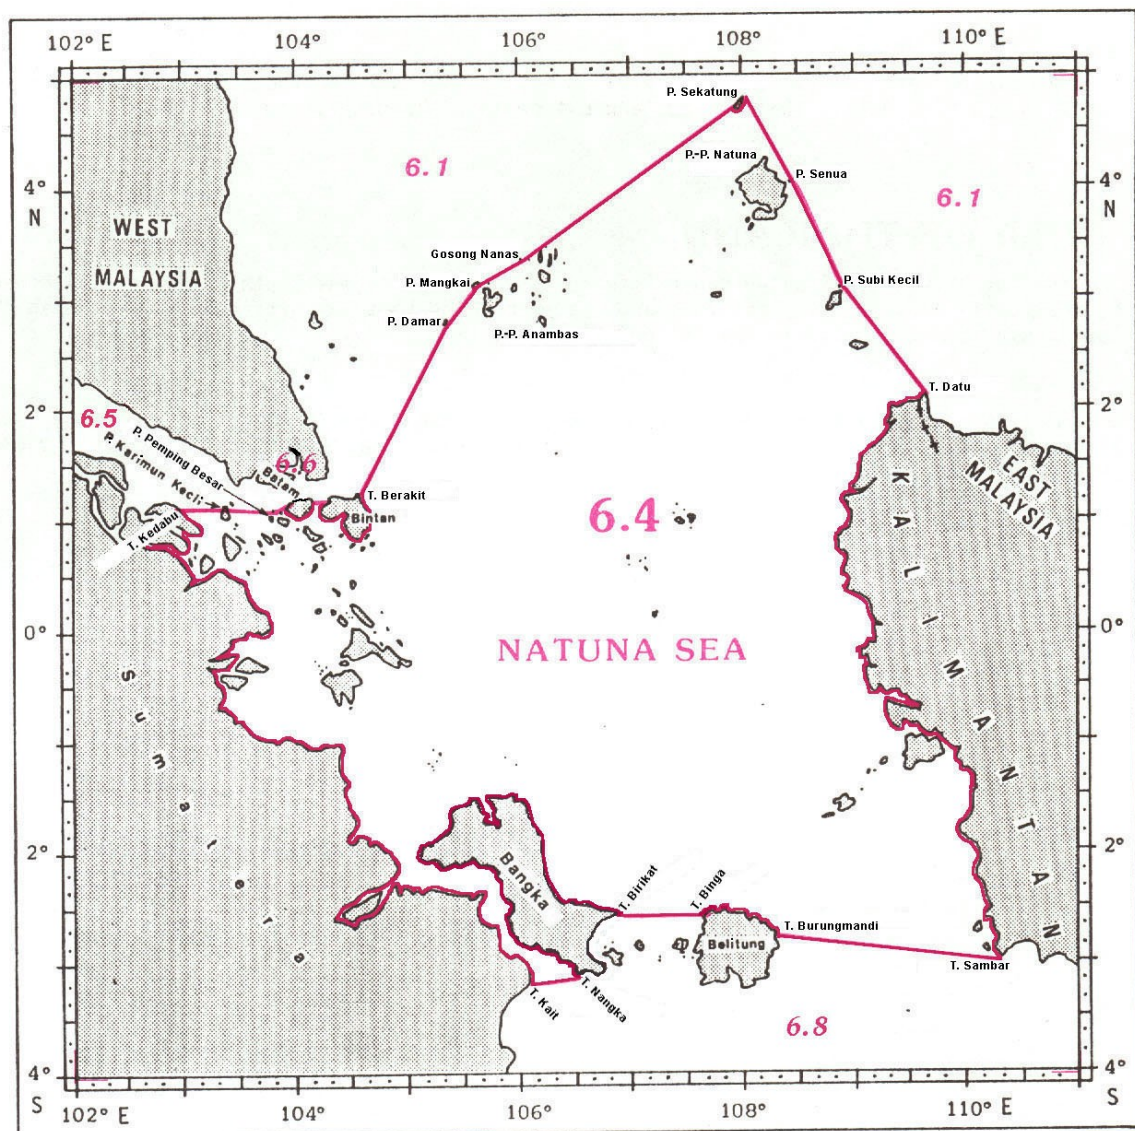 102° E
104°
106°
108°
110° E
P. Sekatung
6.1
P.-P. Natuna
P. Senua
4°
N
6.1
4°
N
WEST
MALAYSIA
Gosong Nanas
P. Mangkai
P. Subi Kecil
P. Damar
P.-P. Anambas
T. Datu
2°
2°
6.5
P. Pemping Besar
P. Karimun Kecil
6.6
Batam
T. Berakit
Bintan
T. Kedabu
6.4
EAST
MALAYSIA
KALIMANTAN
0°
0°
NATUNA SEA
Sumatera
2°
2°
Bangka
T. Birikat
T. Binga
T. Burungmandi
Belitung
T. Sambar
T. Kait
T. Nangka
6.8
4°
S
4°
S
102° E
104°
106°
108°
110° E